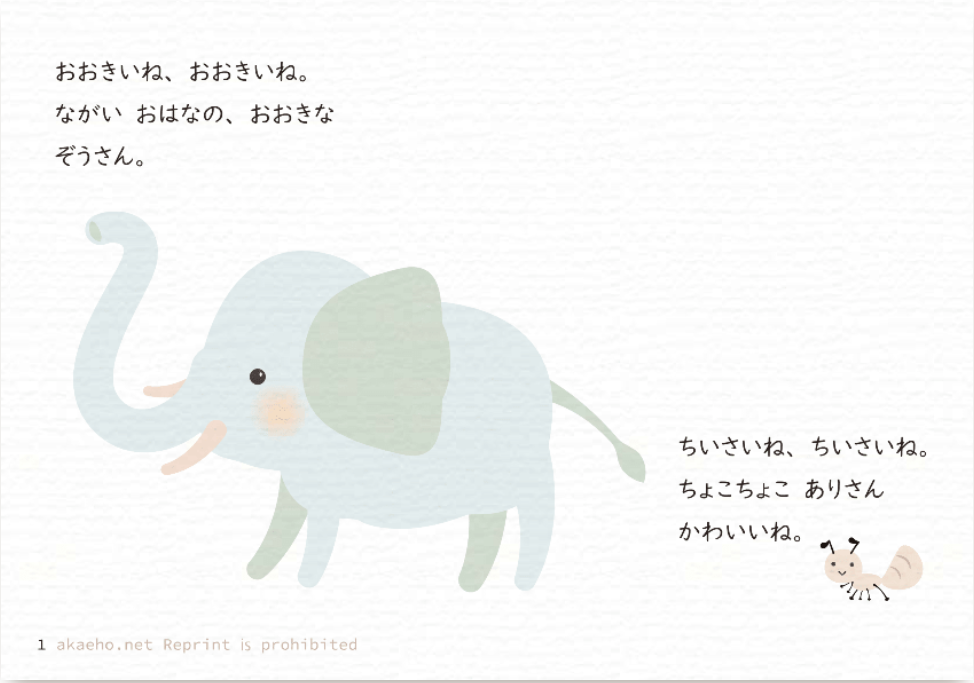 おおきいね、おおきいね。
ながい おはなの、おおきな
ぞうさん。
ちいさいね、ちいさいね。
ちょこちょこ ありさん
かわいいね。
1 akaeho.net Reprint is prohibited